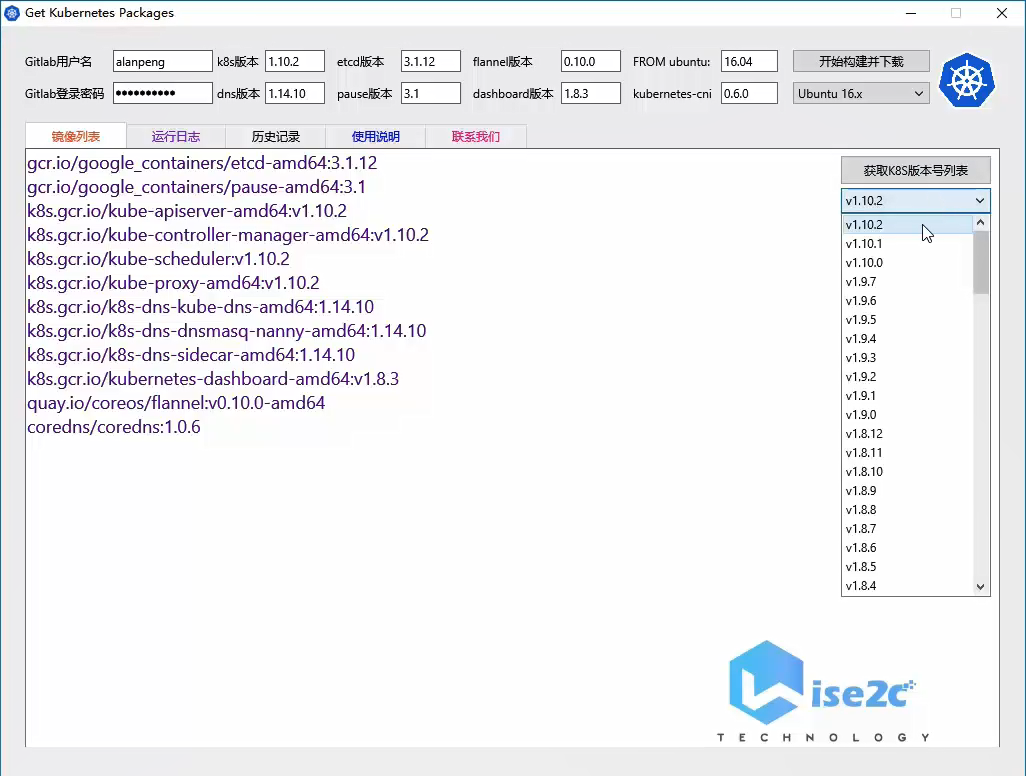 Get Kubernetes Packages
Gitlab用户名 alanpeng k8s版本 1.10.2 etcd版本 3.1.12 flannel版本 0.10.0 FROM ubuntu: 16.04 开始构建并下载
Gitlab登录密码 ●●●●●●●●●● dns版本 1.14.10 pause版本 3.1 dashboard版本 1.8.3 kubernetes-cni 0.6.0 Ubuntu 16.x
镜像列表 运行日志 历史记录 使用说明 联系我们
gcr.io/google_containers/etcd-amd64:3.1.12
gcr.io/google_containers/pause-amd64:3.1
k8s.gcr.io/kube-apiserver-amd64:v1.10.2
k8s.gcr.io/kube-controller-manager-amd64:v1.10.2
k8s.gcr.io/kube-scheduler:v1.10.2
k8s.gcr.io/kube-proxy-amd64:v1.10.2
k8s.gcr.io/k8s-dns-kube-dns-amd64:1.14.10
k8s.gcr.io/k8s-dns-dnsmasq-nanny-amd64:1.14.10
k8s.gcr.io/k8s-dns-sidecar-amd64:1.14.10
k8s.gcr.io/kubernetes-dashboard-amd64:v1.8.3
quay.io/coreos/flannel:v0.10.0-amd64
coredns/coredns:1.0.6
获取K8S版本号列表
v1.10.2
v1.10.2
v1.10.1
v1.10.0
v1.9.7
v1.9.6
v1.9.5
v1.9.4
v1.9.3
v1.9.2
v1.9.1
v1.9.0
v1.8.12
v1.8.11
v1.8.10
v1.8.9
v1.8.8
v1.8.7
v1.8.6
v1.8.5
v1.8.4
Wise2c
TECHNOLOGY